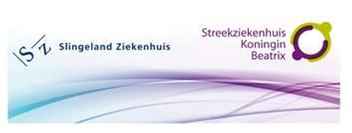 SZ Slingeland Ziekenhuis
Streekziekenhuis
Koningin
Beatrix